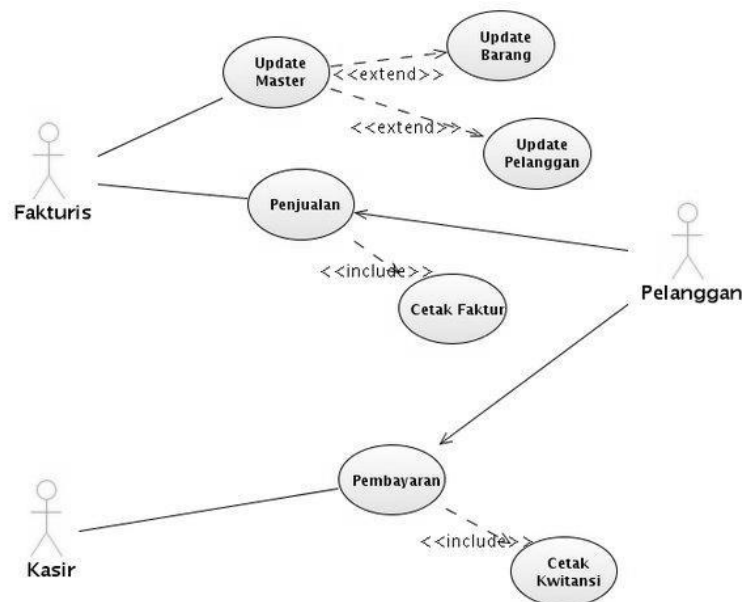 Update
Barang
Update
Master
<<extend>>
<<extend>>
Update
Pelanggan
Fakturis
Penjualan
<<include>>
Pelanggan
Cetak Faktur
Pembayaran
<<include>>
Kasir
Cetak
Kwitansi